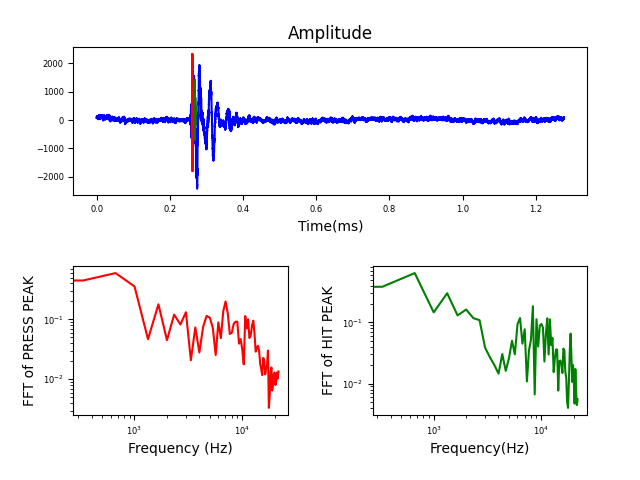 Amplitude
2000
1000
0
−1000
−2000
0.0 0.2 0.4 0.6 0.8 1.0 1.2
Time(ms)
FFT of PRESS PEAK
10⁻¹
10⁻²
10³ 10⁴
Frequency (Hz)
FFT of HIT PEAK
10⁻¹
10⁻²
10³ 10⁴
Frequency(Hz)